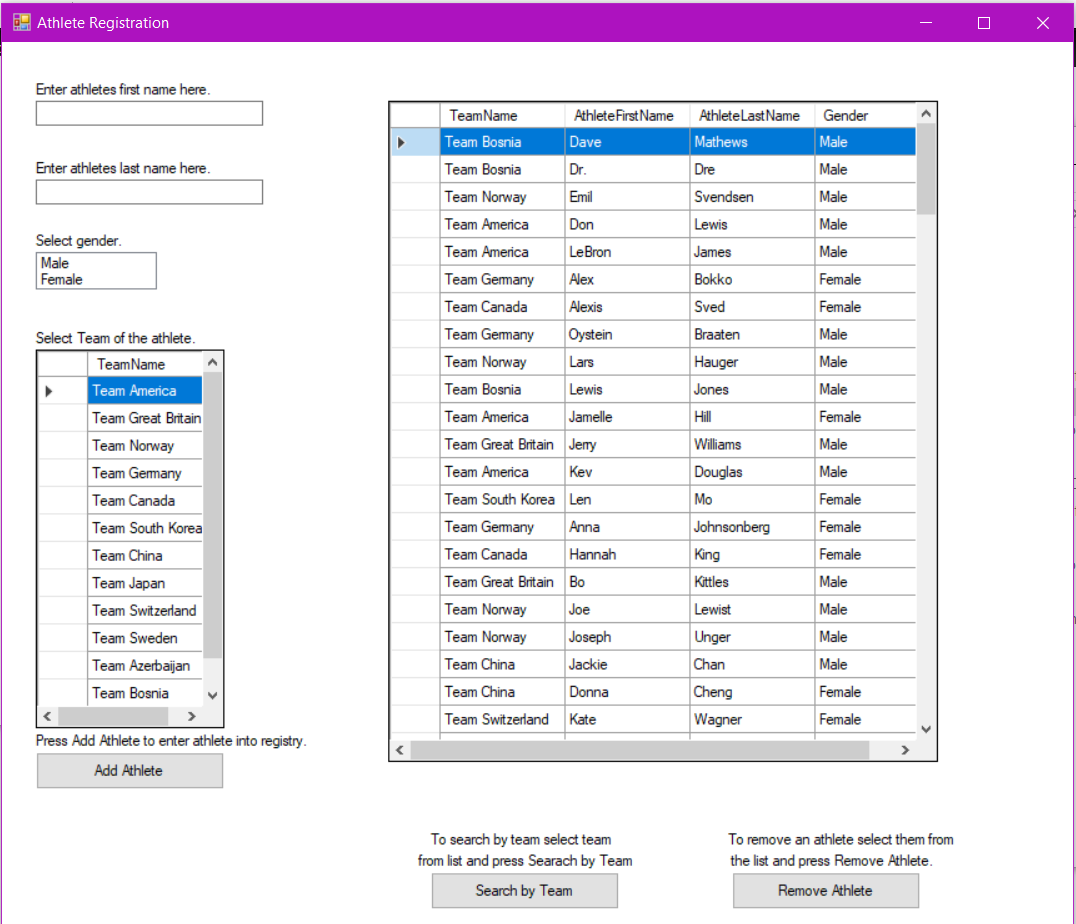 Athlete Registration
Enter athletes first name here.
Enter athletes last name here.
Select gender.
Male
Female
Select Team of the athlete.
TeamName
Team America
Team Great Britain
Team Norway
Team Germany
Team Canada
Team South Korea
Team China
Team Japan
Team Switzerland
Team Sweden
Team Azerbaijan
Team Bosnia
Press Add Athlete to enter athlete into registry.
Add Athlete
TeamName AthleteFirstName AthleteLastName Gender
Team Bosnia Dave Mathews Male
Team Bosnia Dr. Dre Male
Team Norway Emil Svendsen Male
Team America Don Lewis Male
Team America LeBron James Male
Team Germany Alex Bokko Female
Team Canada Alexis Sved Female
Team Germany Oystein Braaten Male
Team Norway Lars Hauger Male
Team Bosnia Lewis Jones Male
Team America Jamelle Hill Female
Team Great Britain Jerry Williams Male
Team America Kev Douglas Male
Team South Korea Len Mo Female
Team Germany Anna Johnsonberg Female
Team Canada Hannah King Female
Team Great Britain Bo Kittles Male
Team Norway Joe Lewist Male
Team Norway Joseph Unger Male
Team China Jackie Chan Male
Team China Donna Cheng Female
Team Switzerland Kate Wagner Female
To search by team select team
from list and press Searach by Team
Search by Team
To remove an athlete select them from
the list and press Remove Athlete.
Remove Athlete